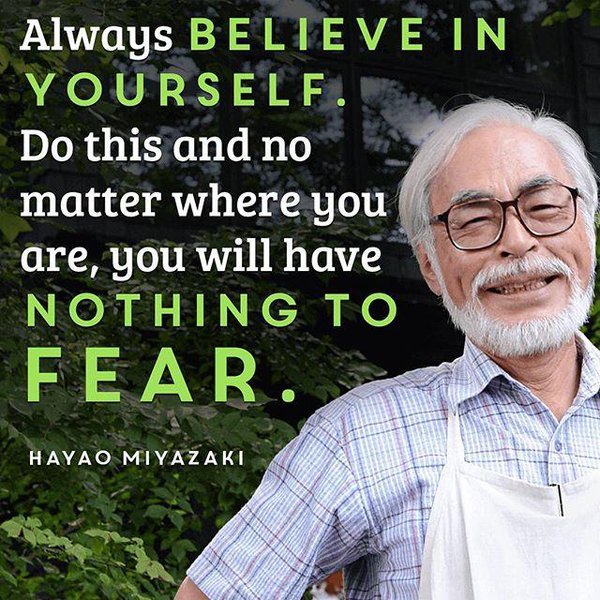 Always BELIEVE IN
YOURSELF.
Do this and no
matter where you
are, you will have
NOTHING TO
FEAR.
HAYAO MIYAZAKI